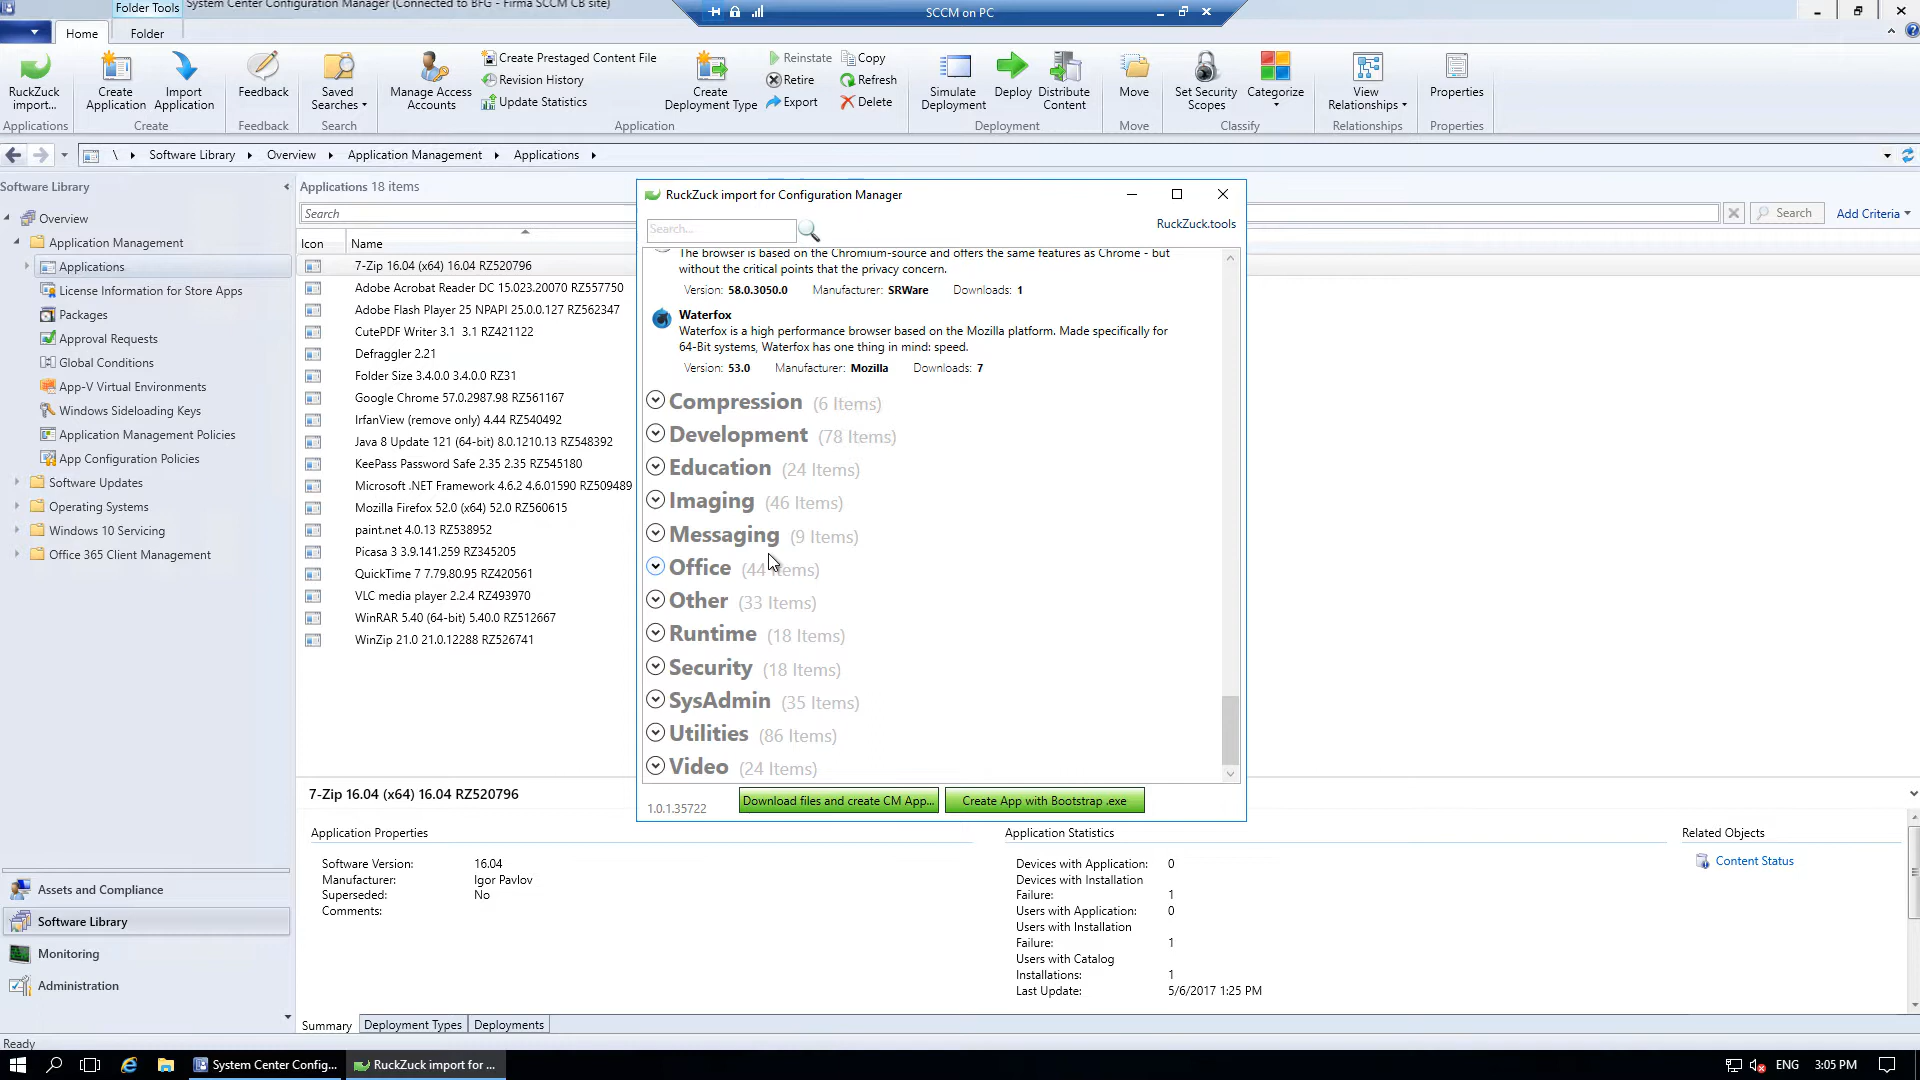 Folder Tools
System Center Configuration Manager (Connected to BFG - Firma SCCM CB site)
SCCM on PC
Home
Folder
RuckZuck import...
Create Application
Import Application
Feedback
Saved Searches
Manage Access Accounts
Create Prestaged Content File
Revision History
Update Statistics
Create Deployment Type
Reinstate
Retire
Export
Copy
Refresh
Delete
Simulate Deployment
Deploy
Distribute Content
Move
Set Security Scopes
Categorize
View Relationships
Properties
Applications
Create
Feedback
Search
Application
Deployment
Move
Classify
Relationships
Properties
\ Software Library Overview Application Management Applications
Software Library
Overview
Application Management
Applications
License Information for Store Apps
Packages
Approval Requests
Global Conditions
App-V Virtual Environments
Windows Sideloading Keys
Application Management Policies
App Configuration Policies
Software Updates
Operating Systems
Windows 10 Servicing
Office 365 Client Management
Assets and Compliance
Software Library
Monitoring
Administration
Applications 18 items
Search
Search
Add Criteria
Icon Name
7-Zip 16.04 (x64) 16.04 RZ520796
Adobe Acrobat Reader DC 15.023.20070 RZ557750
Adobe Flash Player 25 NPAPI 25.0.0.127 RZ562347
CutePDF Writer 3.1 3.1 RZ421122
Defraggler 2.21
Folder Size 3.4.0.0 3.4.0.0 RZ31
Google Chrome 57.0.2987.98 RZ561167
IrfanView (remove only) 4.44 RZ540492
Java 8 Update 121 (64-bit) 8.0.1210.13 RZ548392
KeePass Password Safe 2.35 2.35 RZ545180
Microsoft .NET Framework 4.6.2 4.6.01590 RZ509489
Mozilla Firefox 52.0 (x64) 52.0 RZ560615
paint.net 4.0.13 RZ538952
Picasa 3 3.9.141.259 RZ345205
QuickTime 7 7.79.80.95 RZ420561
VLC media player 2.2.4 RZ493970
WinRAR 5.40 (64-bit) 5.40.0 RZ512667
WinZip 21.0 21.0.12288 RZ526741
RuckZuck import for Configuration Manager
Search...
RuckZuck.tools
The browser is based on the Chromium-source and offers the same features as Chrome - but
without the critical points that the privacy concern.
Version: 58.0.3050.0 Manufacturer: SRWare Downloads: 1
Waterfox
Waterfox is a high performance browser based on the Mozilla platform. Made specifically for
64-Bit systems, Waterfox has one thing in mind: speed.
Version: 53.0 Manufacturer: Mozilla Downloads: 7
Compression (6 Items)
Development (78 Items)
Education (24 Items)
Imaging (46 Items)
Messaging (9 Items)
Office (44 Items)
Other (33 Items)
Runtime (18 Items)
Security (18 Items)
SysAdmin (35 Items)
Utilities (86 Items)
Video (24 Items)
1.0.1.35722
Download files and create CM App...
Create App with Bootstrap .exe
7-Zip 16.04 (x64) 16.04 RZ520796
Application Properties
Software Version: 16.04
Manufacturer: Igor Pavlov
Superseded: No
Comments:
Application Statistics
Devices with Application: 0
Devices with Installation
Failure: 1
Users with Application: 0
Users with Installation
Failure: 1
Users with Catalog
Installations: 1
Last Update: 5/6/2017 1:25 PM
Related Objects
Content Status
Summary Deployment Types Deployments
Ready
System Center Config...
RuckZuck import for ...
ENG
3:05 PM